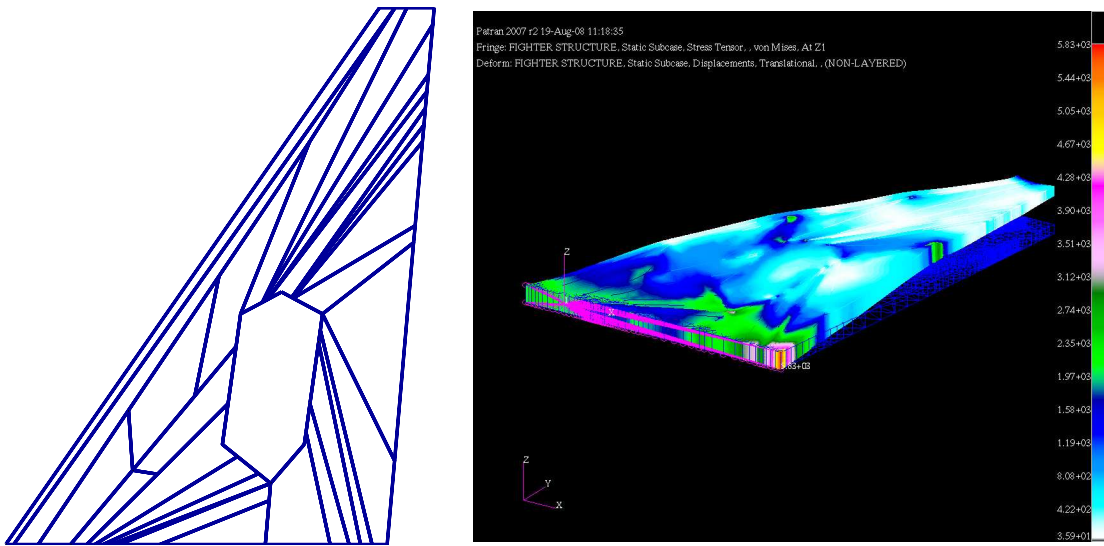 Patran 2007 r2 19-Aug-08 11:18:35
Fringe: FIGHTER STRUCTURE, Static Subcase, Stress Tensor, , von Mises, At Z1
Deform: FIGHTER STRUCTURE, Static Subcase, Displacements, Translational, , (NON-LAYERED)
5.83+03
5.44+03
5.05+03
4.67+03
4.28+03
3.90+03
3.51+03
3.12+03
2.74+03
2.35+03
1.97+03
1.58+03
1.19+03
8.08+02
4.22+02
3.59+01
Z
X
Z
Y
X